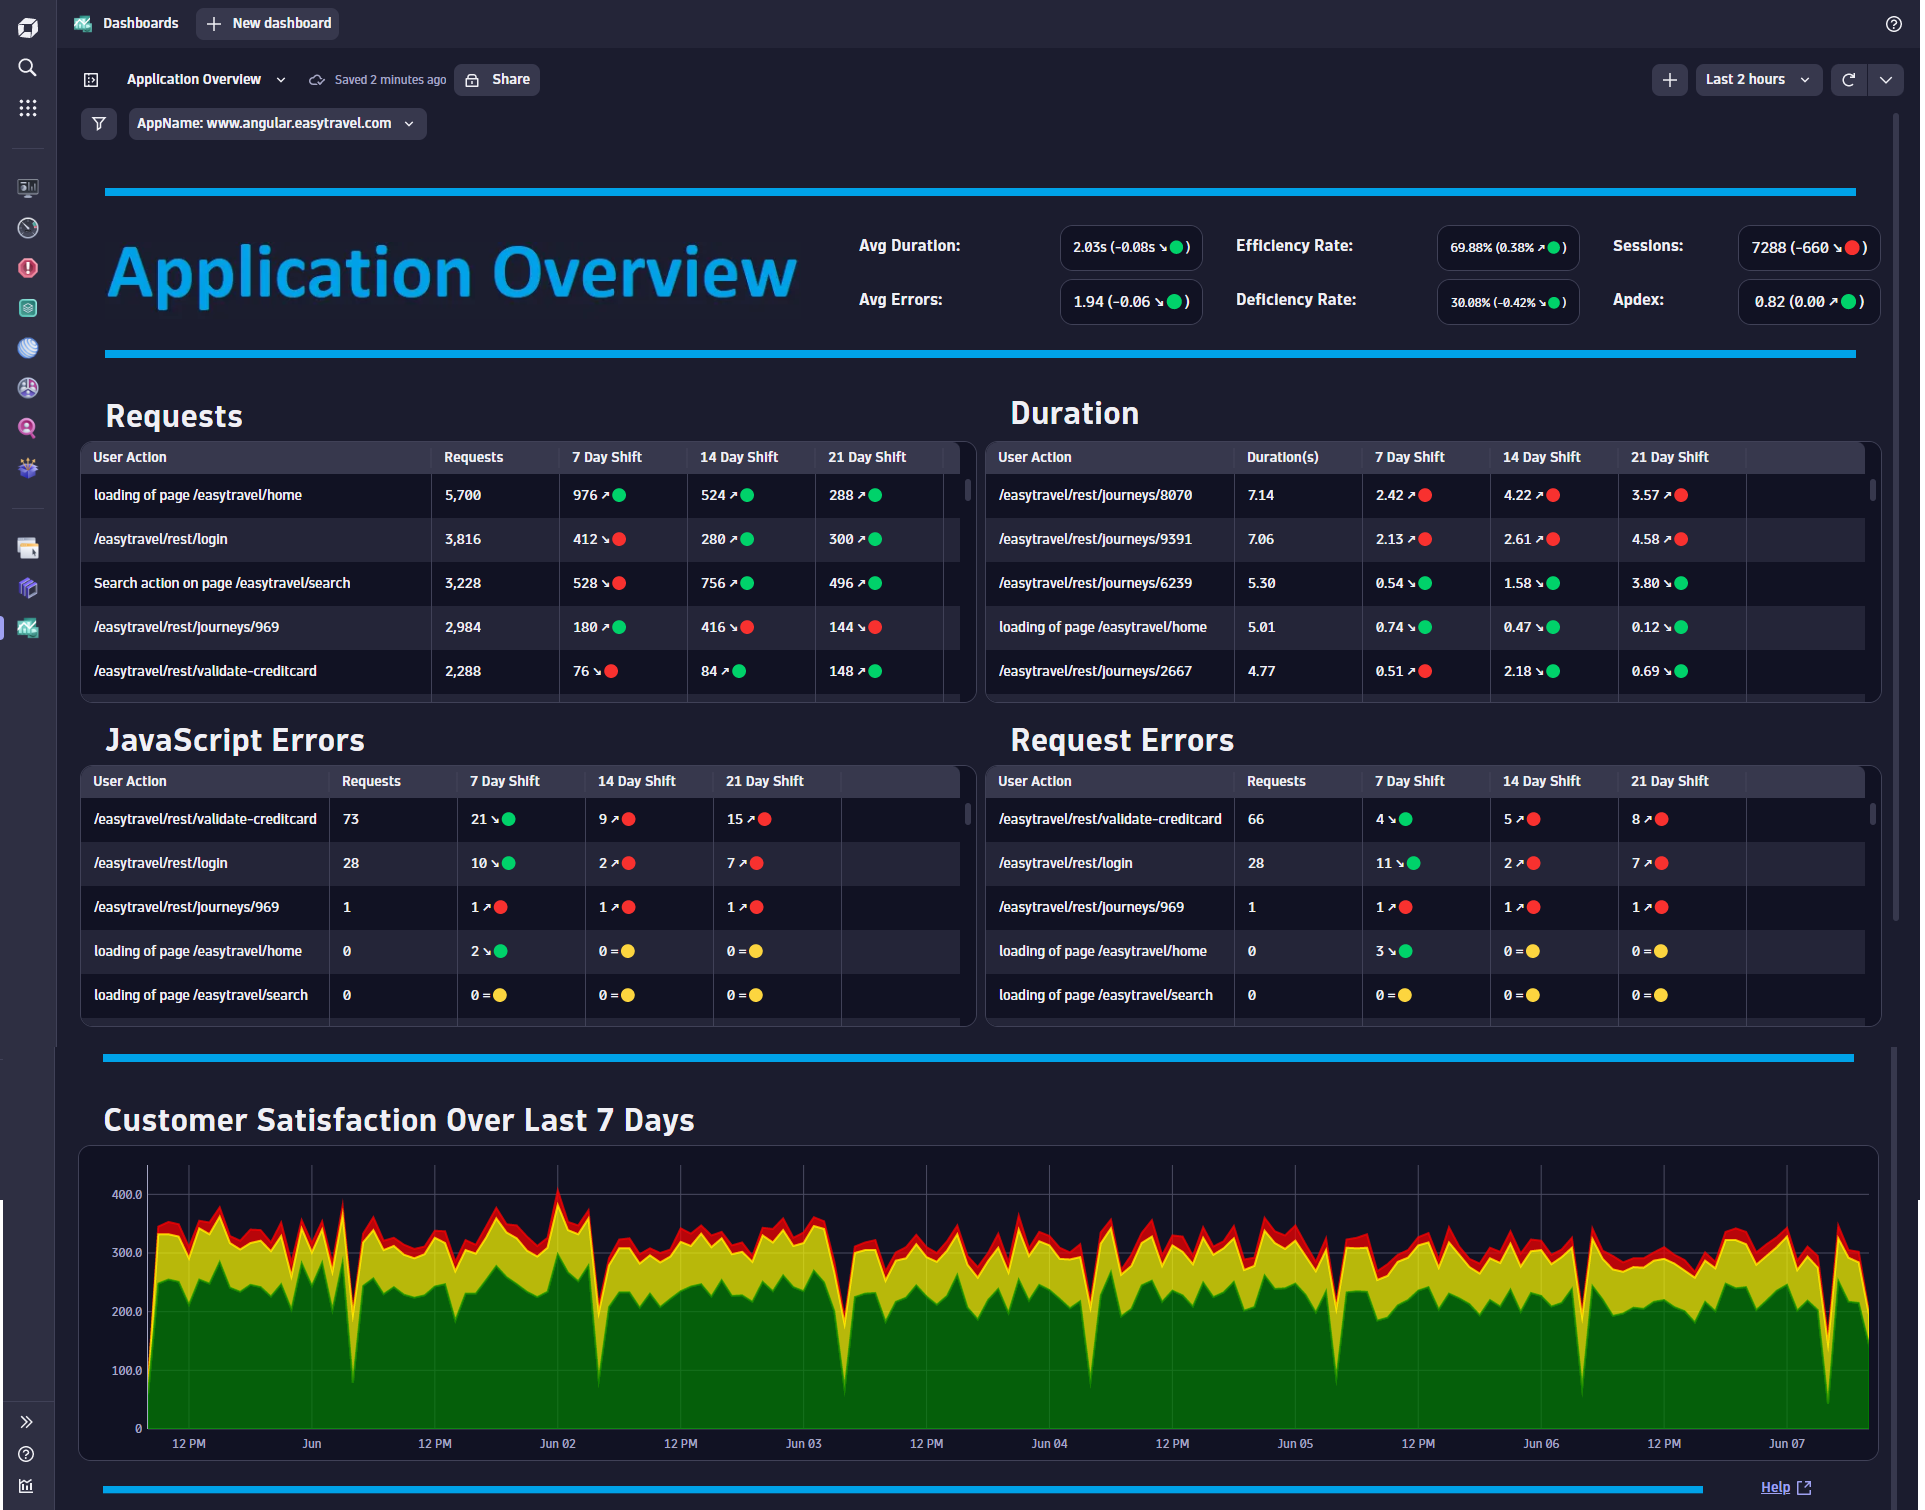 Dashboards
New dashboard
Application Overview
Saved 2 minutes ago
Share
Last 2 hours
AppName: www.angular.easytravel.com
Application Overview
Avg Duration: 2.03s (-0.08s ↘ ) Efficiency Rate: 69.88% (0.38% ↗ ) Sessions: 7288 (-660 ↘ )
Avg Errors: 1.94 (-0.06 ↘ ) Deficiency Rate: 30.08% (-0.42% ↘ ) Apdex: 0.82 (0.00 ↗ )
Requests
User Action Requests 7 Day Shift 14 Day Shift 21 Day Shift
loading of page /easytravel/home 5,700 976 ↗ 524 ↗ 288 ↗
/easytravel/rest/login 3,816 412 ↘ 280 ↗ 300 ↗
Search action on page /easytravel/search 3,228 528 ↘ 756 ↗ 496 ↗
/easytravel/rest/journeys/969 2,984 180 ↗ 416 ↘ 144 ↘
/easytravel/rest/validate-creditcard 2,288 76 ↘ 84 ↗ 148 ↗
Duration
User Action Duration(s) 7 Day Shift 14 Day Shift 21 Day Shift
/easytravel/rest/journeys/8070 7.14 2.42 ↗ 4.22 ↗ 3.57 ↗
/easytravel/rest/journeys/9391 7.06 2.13 ↗ 2.61 ↗ 4.58 ↗
/easytravel/rest/journeys/6239 5.30 0.54 ↘ 1.58 ↘ 3.80 ↘
loading of page /easytravel/home 5.01 0.74 ↘ 0.47 ↘ 0.12 ↘
/easytravel/rest/journeys/2667 4.77 0.51 ↗ 2.18 ↘ 0.69 ↘
JavaScript Errors
User Action Requests 7 Day Shift 14 Day Shift 21 Day Shift
/easytravel/rest/validate-creditcard 73 21 ↘ 9 ↗ 15 ↗
/easytravel/rest/login 28 10 ↘ 2 ↗ 7 ↗
/easytravel/rest/journeys/969 1 1 ↗ 1 ↗ 1 ↗
loading of page /easytravel/home 0 2 ↘ 0 = 0 =
loading of page /easytravel/search 0 0 = 0 = 0 =
Request Errors
User Action Requests 7 Day Shift 14 Day Shift 21 Day Shift
/easytravel/rest/validate-creditcard 66 4 ↘ 5 ↗ 8 ↗
/easytravel/rest/login 28 11 ↘ 2 ↗ 7 ↗
/easytravel/rest/journeys/969 1 1 ↗ 1 ↗ 1 ↗
loading of page /easytravel/home 0 3 ↘ 0 = 0 =
loading of page /easytravel/search 0 0 = 0 = 0 =
Customer Satisfaction Over Last 7 Days
400.0
300.0
200.0
100.0
0
12 PM Jun 12 PM Jun 02 12 PM Jun 03 12 PM Jun 04 12 PM Jun 05 12 PM Jun 06 12 PM Jun 07
Help